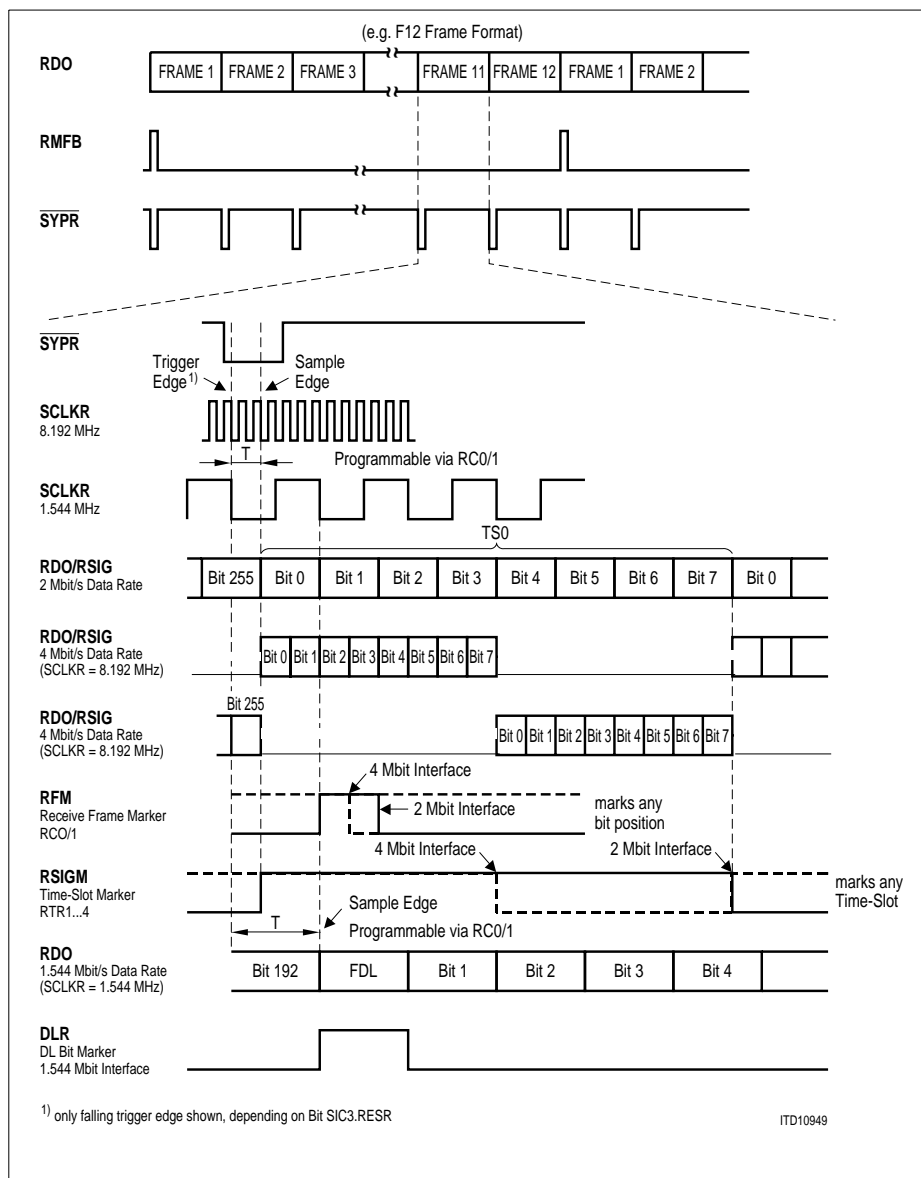 (e.g. F12 Frame Format)
RDO
FRAME 1 FRAME 2 FRAME 3 FRAME 11 FRAME 12 FRAME 1 FRAME 2
RMFB
SYPR
SYPR
Trigger
Edge 1)
Sample
Edge
SCLKR
8.192 MHz
T
Programmable via RC0/1
SCLKR
1.544 MHz
TS0
RDO/RSIG
2 Mbit/s Data Rate
Bit 255 Bit 0 Bit 1 Bit 2 Bit 3 Bit 4 Bit 5 Bit 6 Bit 7 Bit 0
RDO/RSIG
4 Mbit/s Data Rate
(SCLKR = 8.192 MHz)
Bit 0 Bit 1 Bit 2 Bit 3 Bit 4 Bit 5 Bit 6 Bit 7
Bit 255
RDO/RSIG
4 Mbit/s Data Rate
(SCLKR = 8.192 MHz)
Bit 0 Bit 1 Bit 2 Bit 3 Bit 4 Bit 5 Bit 6 Bit 7
4 Mbit Interface
RFM
Receive Frame Marker
RCO/1
2 Mbit Interface
marks any
bit position
4 Mbit Interface
2 Mbit Interface
RSIGM
Time-Slot Marker
RTR1...4
marks any
Time-Slot
T
Sample Edge
Programmable via RC0/1
RDO
1.544 Mbit/s Data Rate
(SCLKR = 1.544 MHz)
Bit 192 FDL Bit 1 Bit 2 Bit 3 Bit 4
DLR
DL Bit Marker
1.544 Mbit Interface
1) only falling trigger edge shown, depending on Bit SIC3.RESR
ITD10949